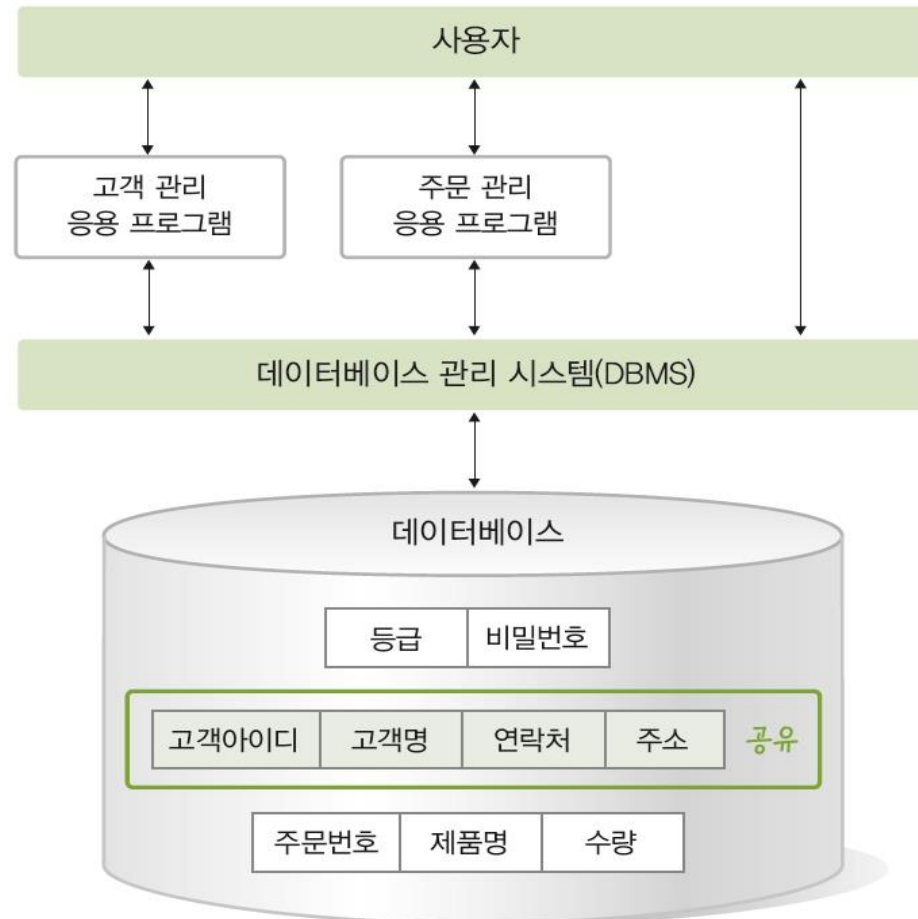 사용자
고객 관리
응용 프로그램
주문 관리
응용 프로그램
데이터베이스 관리 시스템(DBMS)
데이터베이스
등급 비밀번호
고객아이디 고객명 연락처 주소 공유
주문번호 제품명 수량